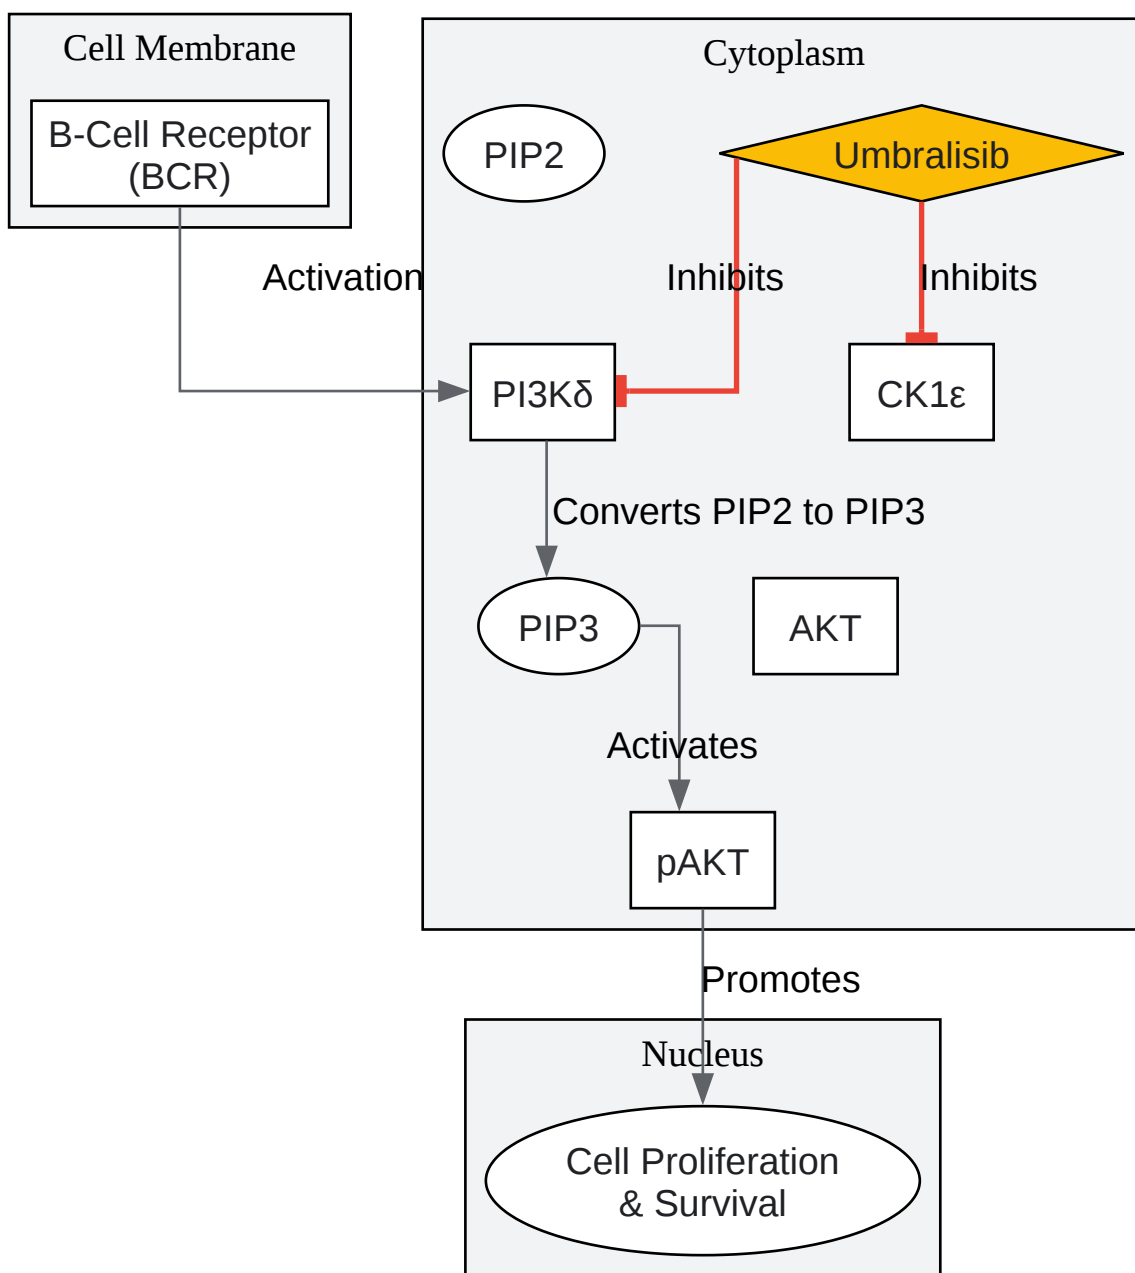 Cell Membrane
B-Cell Receptor
(BCR)
Cytoplasm
PIP2
Umbralisib
Activation
Inhibits
Inhibits
PI3Kδ
CK1ε
Converts PIP2 to PIP3
PIP3
AKT
Activates
pAKT
Promotes
Nucleus
Cell Proliferation
& Survival